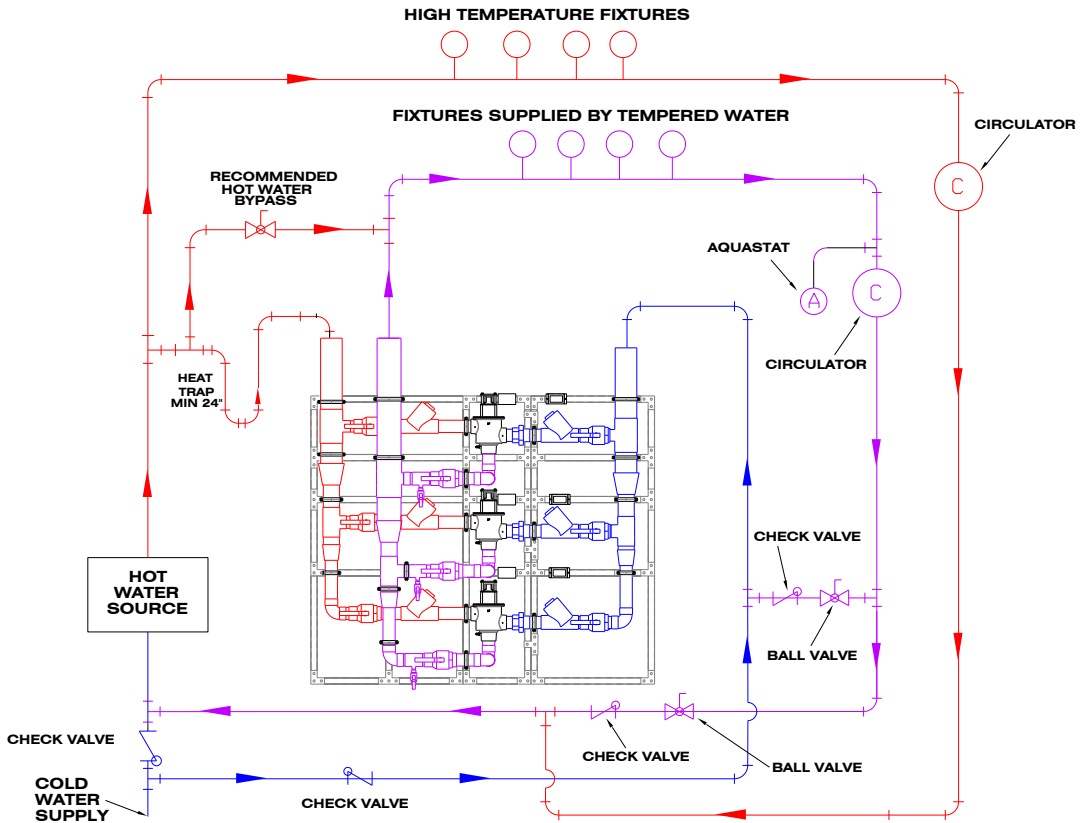 HIGH TEMPERATURE FIXTURES
FIXTURES SUPPLIED BY TEMPERED WATER
CIRCULATOR
C
RECOMMENDED
HOT WATER
BYPASS
AQUASTAT
A
C
CIRCULATOR
HEAT
TRAP
MIN 24"
HOT
WATER
SOURCE
CHECK VALVE
BALL VALVE
CHECK VALVE
CHECK VALVE
BALL VALVE
COLD
WATER
SUPPLY
CHECK VALVE